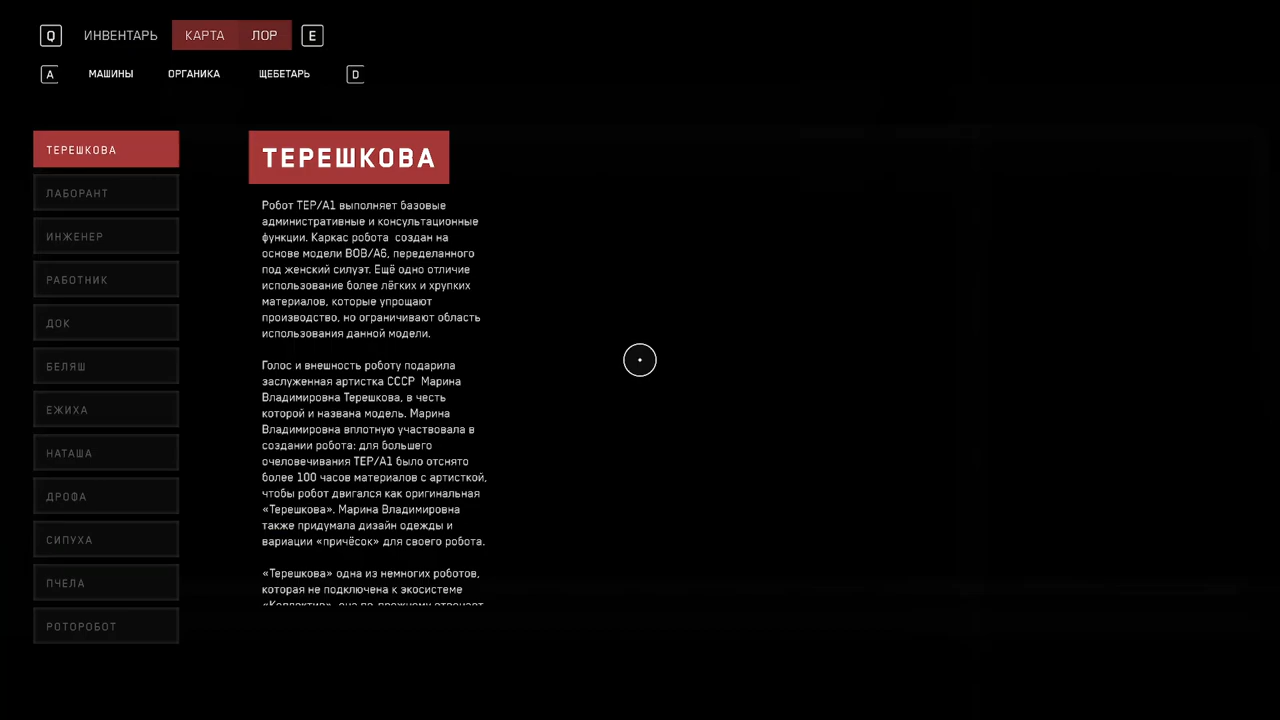 Q ИНВЕНТАРЬ КАРТА ЛОР E
A МАШИНЫ ОРГАНИКА ЩЕБЕТАРЬ D
ТЕРЕШКОВА
ЛАБОРАНТ
ИНЖЕНЕР
РАБОТНИК
ДОК
БЕЛЯШ
ЕЖИХА
НАТАША
ДРОФА
СИПУХА
ПЧЕЛА
РОТОРОБОТ
ТЕРЕШКОВА
Робот ТЕР/А1 выполняет базовые
административные и консультационные
функции. Каркас робота создан на
основе модели ВОВ/А6, переделанного
под женский силуэт. Ещё одно отличие
использование более лёгких и хрупких
материалов, которые упрощают
производство, но ограничивают область
использования данной модели.
Голос и внешность роботу подарила
заслуженная артистка СССР Марина
Владимировна Терешкова, в честь
которой и названа модель. Марина
Владимировна вплотную участвовала в
создании робота: для большего
очеловечивания ТЕР/А1 было отснято
более 100 часов материалов с артисткой,
чтобы робот двигался как оригинальная
«Терешкова». Марина Владимировна
также придумала дизайн одежды и
вариации «причёсок» для своего робота.
«Терешкова» одна из немногих роботов,
которая не подключена к экосистеме
«Коллектив», она по-прежнему отвечает